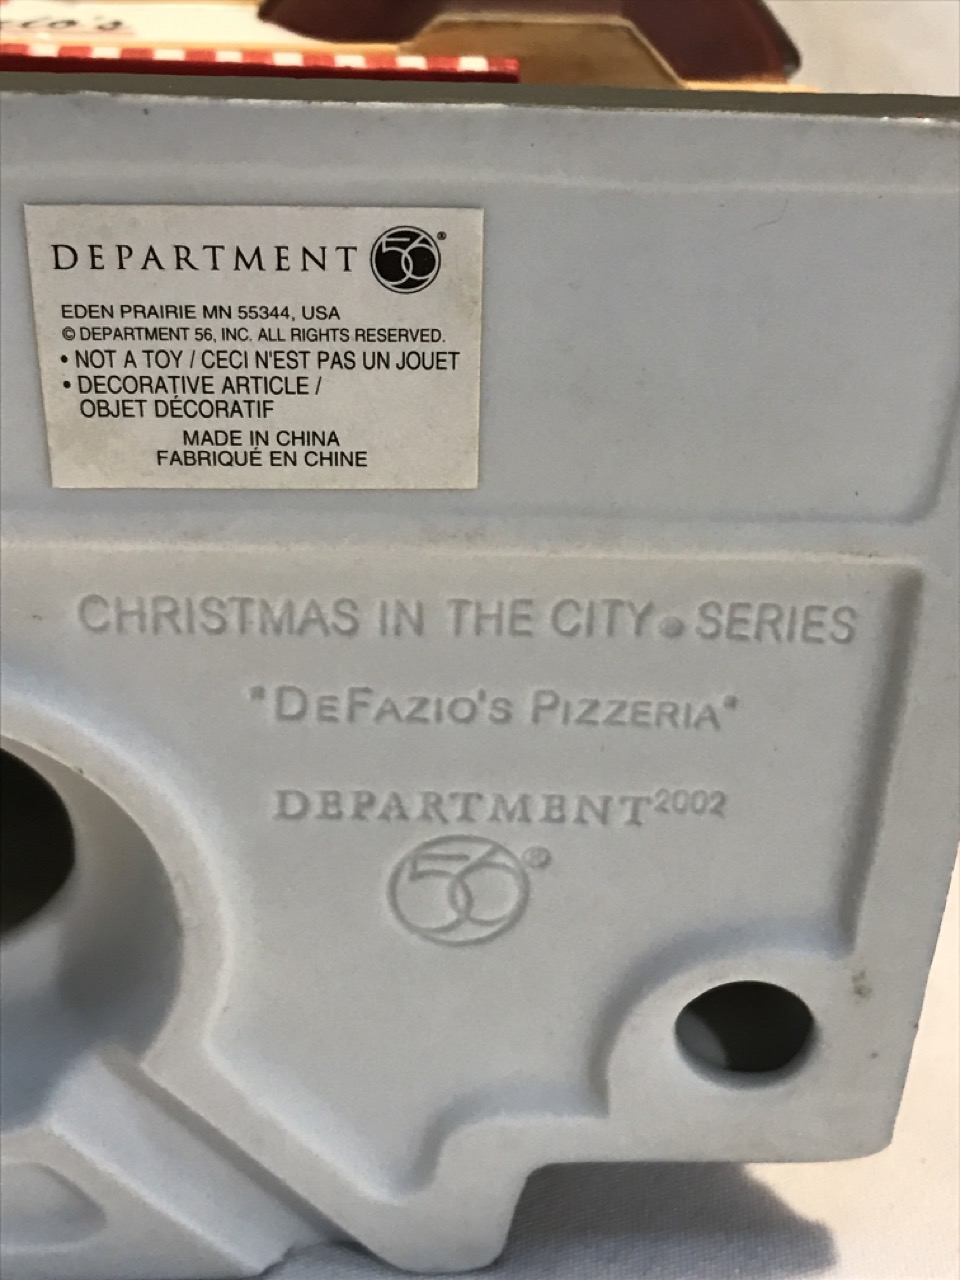 DEPARTMENT 56®
EDEN PRAIRIE MN 55344, USA
© DEPARTMENT 56, INC. ALL RIGHTS RESERVED.
• NOT A TOY / CECI N'EST PAS UN JOUET
• DECORATIVE ARTICLE /
OBJET DÉCORATIF
MADE IN CHINA
FABRIQUÉ EN CHINE
CHRISTMAS IN THE CITY® SERIES
"DEFAZIO'S PIZZERIA"
DEPARTMENT 2002
56®